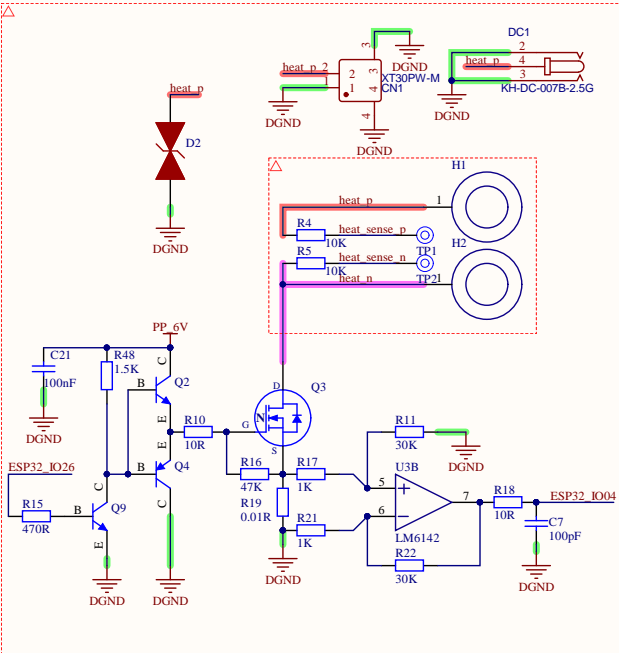 DC1
heat_p_2
3
DGND
2
3
1
4
XT30PW-M
CN1
DGND
DGND
heat_p
2
4
3
KH-DC-007B-2.5G
DGND
heat_p
D2
DGND
H1
heat_p
1
R4
heat_sense_p
10K
TP1
R5
heat_sense_n
10K
TP2
H2
heat_n
1
PP_6V
C21
100nF
DGND
R48
1.5K
C
B
Q2
E
R10
10R
D
Q3
N
G
S
E
B
Q4
C
DGND
ESP32_IO26
R15
470R
C
B
Q9
E
DGND
R16
47K
R17
1K
R19
0.01R
R21
1K
DGND
R11
30K
DGND
U3B
5
6
7
LM6142
R22
30K
R18
10R
ESP32_IO04
C7
100pF
DGND